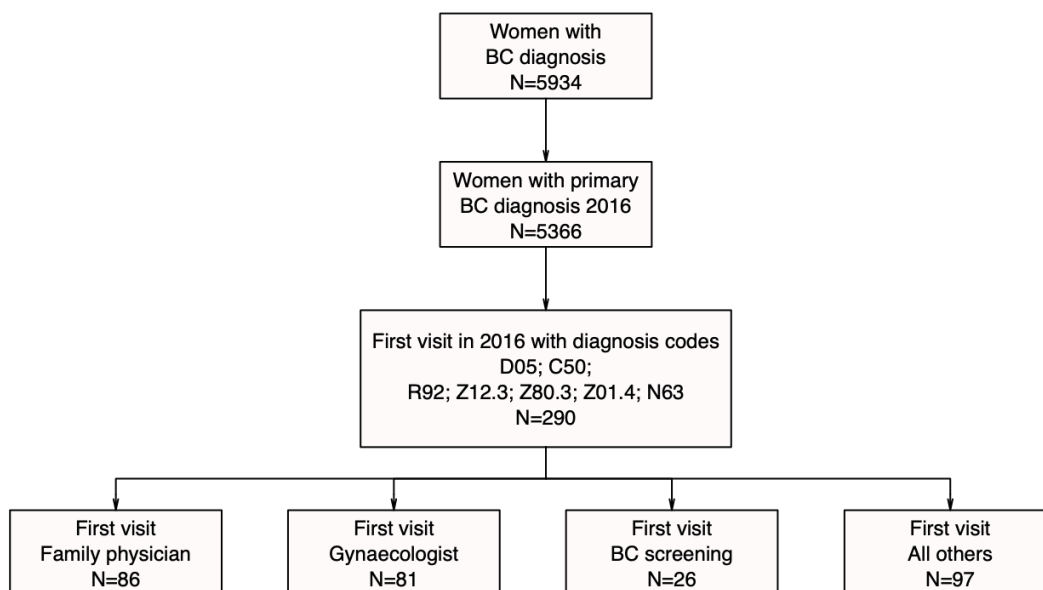 Women with
BC diagnosis
N=5934
Women with primary
BC diagnosis 2016
N=5366
First visit in 2016 with diagnosis codes
D05; C50;
R92; Z12.3; Z80.3; Z01.4; N63
N=290
First visit
Family physician
N=86
First visit
Gynaecologist
N=81
First visit
BC screening
N=26
First visit
All others
N=97